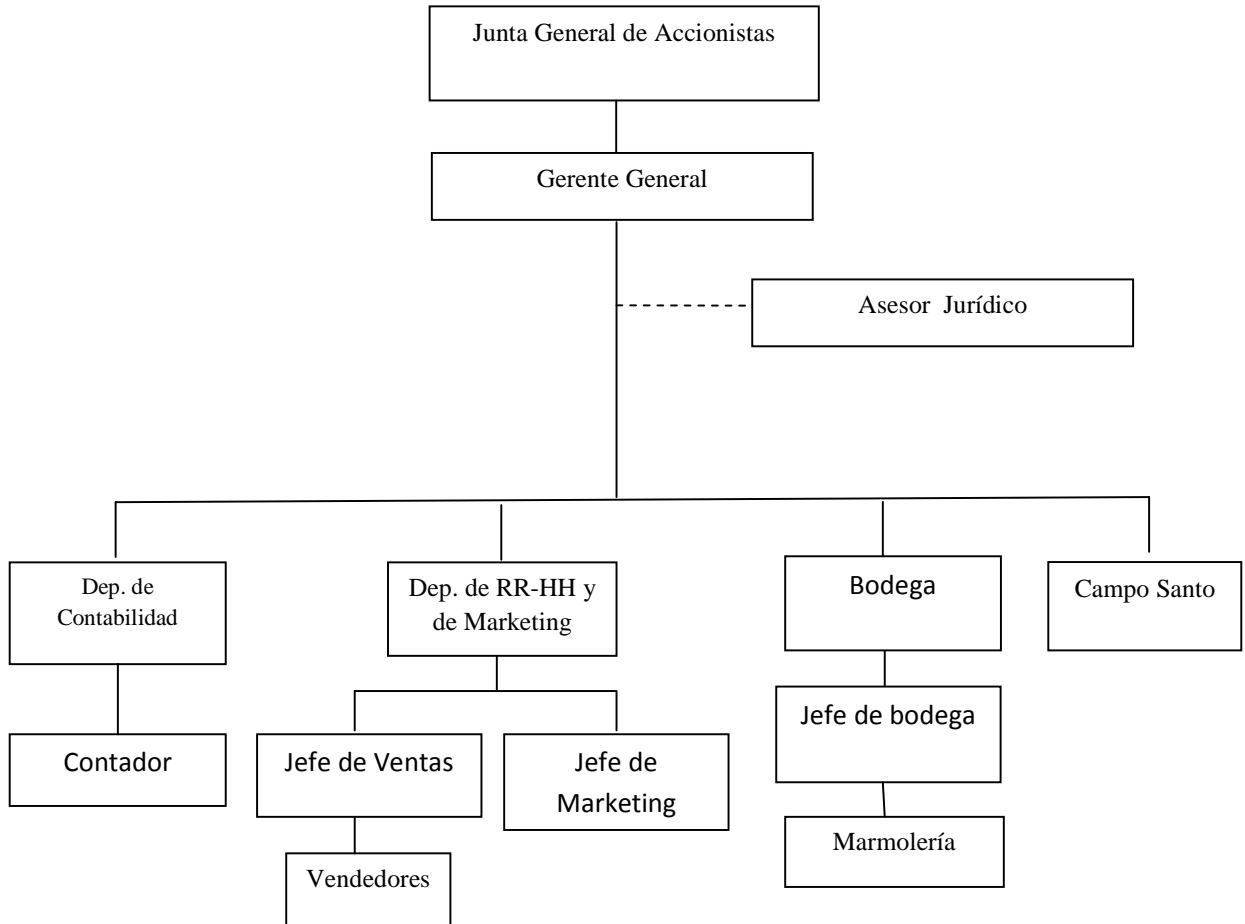 Junta General de Accionistas
Gerente General
Asesor Jurídico
Dep. de
Contabilidad
Dep. de RR-HH y
de Marketing
Bodega
Campo Santo
Contador
Jefe de Ventas
Jefe de
Marketing
Jefe de bodega
Vendedores
Marmolería